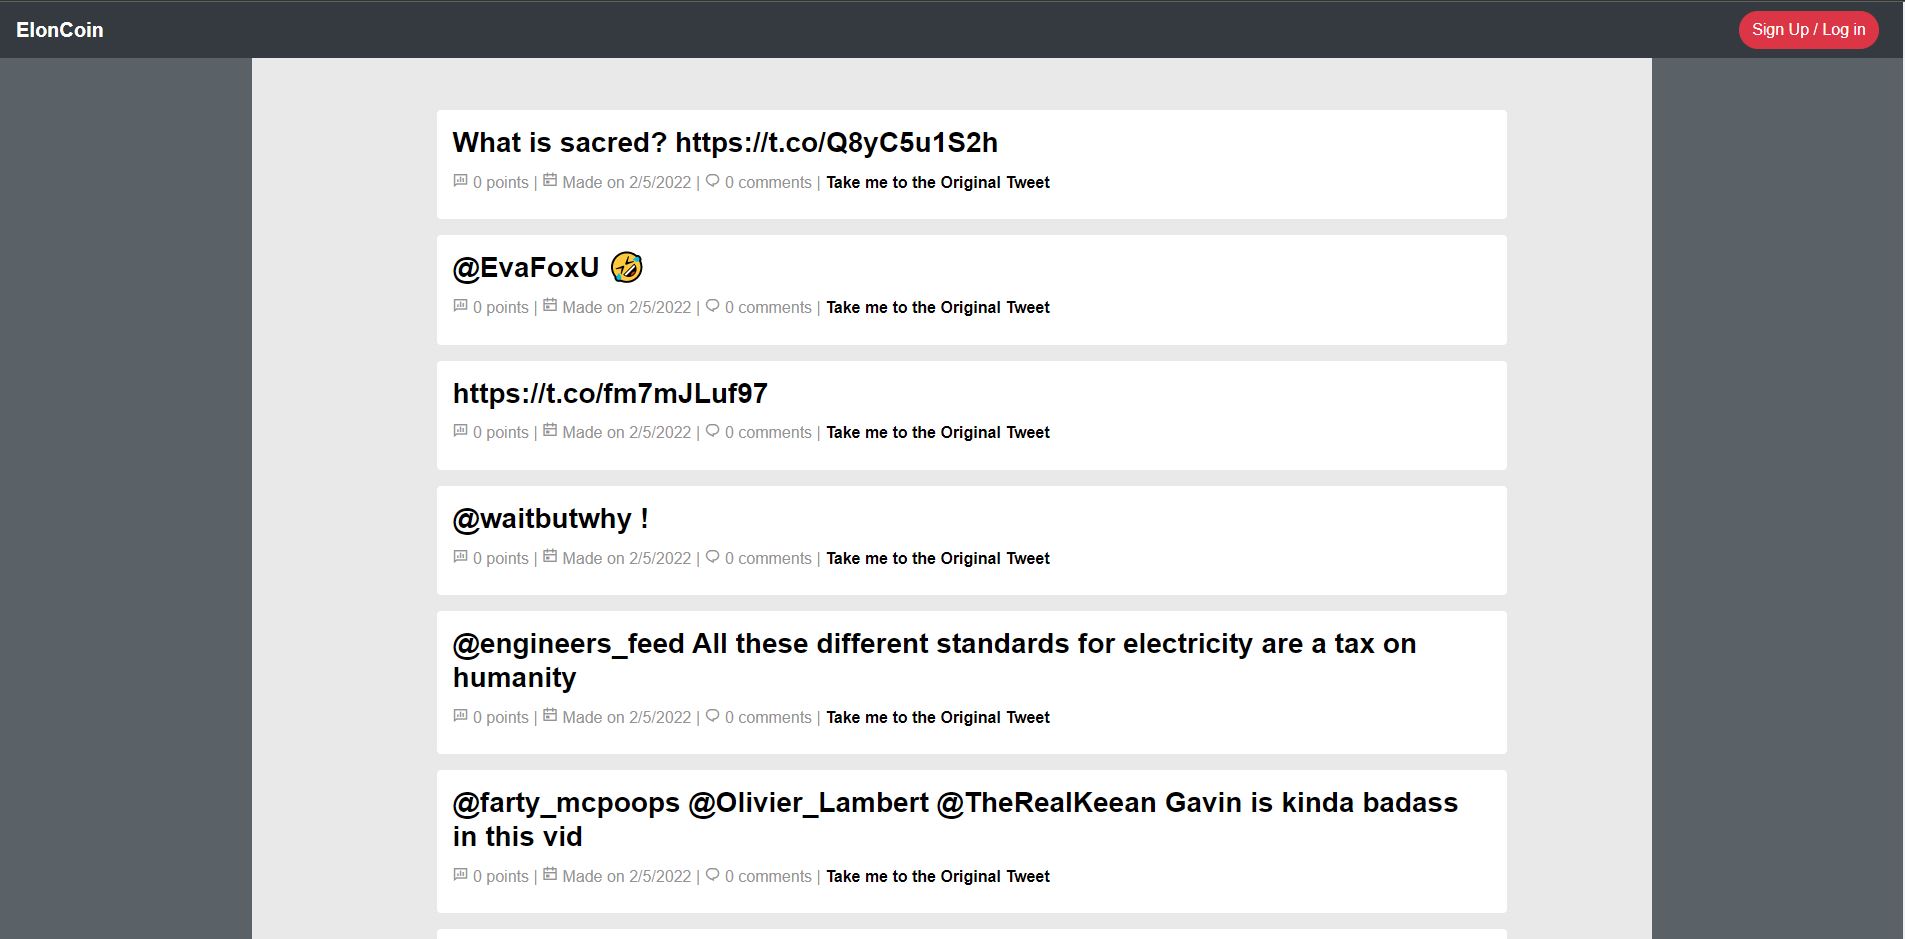 ElonCoin
Sign Up / Log in
What is sacred? https://t.co/Q8yC5u1S2h
0 points | Made on 2/5/2022 | 0 comments | Take me to the Original Tweet
@EvaFoxU 🤣
0 points | Made on 2/5/2022 | 0 comments | Take me to the Original Tweet
https://t.co/fm7mJLuf97
0 points | Made on 2/5/2022 | 0 comments | Take me to the Original Tweet
@waitbutwhy !
0 points | Made on 2/5/2022 | 0 comments | Take me to the Original Tweet
@engineers_feed All these different standards for electricity are a tax on
humanity
0 points | Made on 2/5/2022 | 0 comments | Take me to the Original Tweet
@farty_mcpoops @Olivier_Lambert @TheRealKeean Gavin is kinda badass
in this vid
0 points | Made on 2/5/2022 | 0 comments | Take me to the Original Tweet